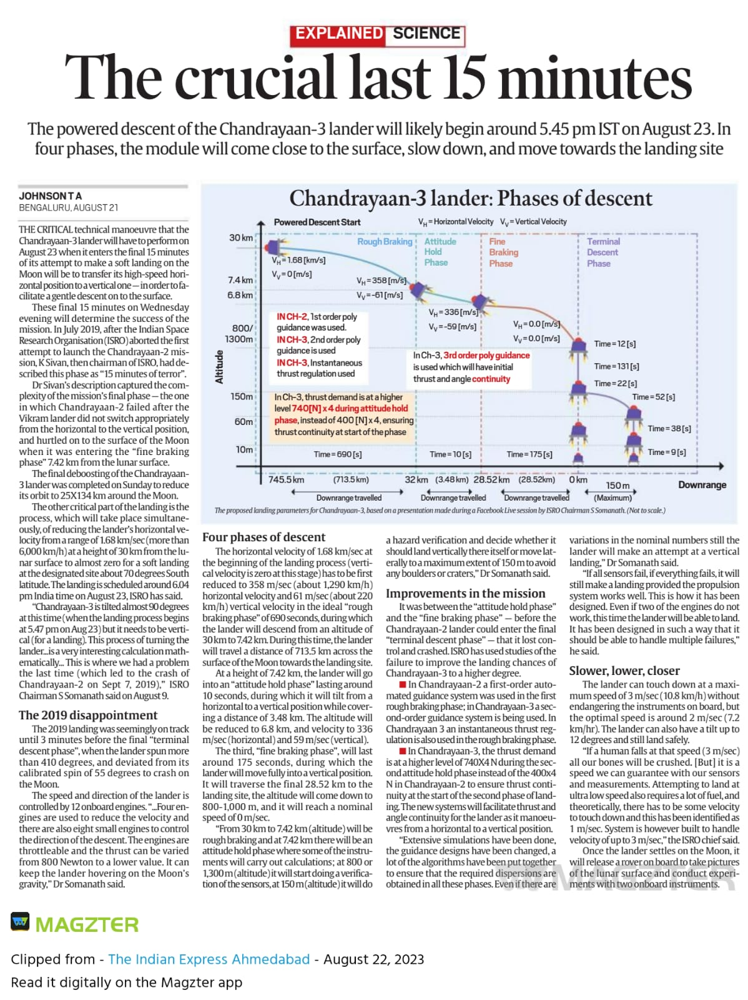 EXPLAINED SCIENCE
The crucial last 15 minutes
The powered descent of the Chandrayaan-3 lander will likely begin around 5.45 pm IST on August 23. In
four phases, the module will come close to the surface, slow down, and move towards the landing site
JOHNSON T A
BENGALURU, AUGUST 21
THE CRITICAL technical manoeuvre that the
Chandrayaan-3 lander will have to perform on
August 23 when it enters the final 15 minutes
of its attempt to make a soft landing on the
Moon will be to transfer its high-speed hori-
zontal position to a vertical one — in order to fa-
cilitate a gentle descent on to the surface.
These final 15 minutes on Wednesday
evening will determine the success of the
mission. In July 2019, after the Indian Space
Research Organisation (ISRO) aborted the first
attempt to launch the Chandrayaan-2 mis-
sion, K Sivan, then chairman of ISRO, had de-
scribed this phase as “15 minutes of terror”.
Dr Sivan's description captured the com-
plexity of the mission's final phase — the one
in which Chandrayaan-2 failed after the
Vikram lander did not switch appropriately
from the horizontal to the vertical position,
and hurtled on to the surface of the Moon
when it was entering the “fine braking
phase” 7.42 km from the lunar surface.
The final deboosting of the Chandrayaan-
3 lander was completed on Sunday to reduce
its orbit to 25X134 km around the Moon.
The other critical part of the landing is the
process, which will take place simultane-
ously, of reducing the lander's horizontal ve-
locity from a range of 1.68 km/sec (more than
6,000 km/h) at a height of 30 km from the lu-
nar surface to almost zero for a soft landing
at the designated site about 70 degrees South
latitude. The landing is scheduled around 6.04
pm India time on August 23, ISRO has said.
“Chandrayaan-3 is tilted almost 90 degrees
at this time (when the landing process begins
at 5.47 pm on Aug 23) but it needs to be verti-
cal (for a landing). This process of turning the
lander...is a very interesting calculation math-
ematically... This is where we had a problem
the last time (which led to the crash of
Chandrayaan-2 on Sept 7, 2019),” ISRO
Chairman S Somanath said on August 9.
The 2019 disappointment
The 2019 landing was seemingly on track
until 3 minutes before the final “terminal
descent phase”, when the lander spun more
than 410 degrees, and deviated from its
calibrated spin of 55 degrees to crash on
the Moon.
The speed and direction of the lander is
controlled by 12 onboard engines. “...Four en-
gines are used to reduce the velocity and
there are also eight small engines to control
the direction of the descent. The engines are
throttleable and the thrust can be varied
from 800 Newton to a lower value. It can
keep the lander hovering on the Moon's
gravity,” Dr Somanath said.
Chandrayaan-3 lander: Phases of descent
Powered Descent Start
VH = Horizontal Velocity VV = Vertical Velocity
30 km
Rough Braking
Attitude
Hold
Phase
Fine
Braking
Phase
Terminal
Descent
Phase
VH = 1.68 [km/s]
VV = 0 [m/s]
7.4 km
6.8 km
VH = 358 [m/s]
VV = -61 [m/s]
VH = 336 [m/s]
VV = -59 [m/s]
VH = 0.0 [m/s]
VV = 0.0 [m/s]
IN CH-2, 1st order poly
guidance was used.
IN CH-3, 2nd order poly
guidance is used
IN CH-3, Instantaneous
thrust regulation used
800/
1300m
Altitude
In Ch-3, 3rd order poly guidance
is used which will have initial
thrust and angle continuity
Time = 12 [s]
Time = 131 [s]
Time = 22 [s]
Time = 52 [s]
Time = 38 [s]
Time = 9 [s]
150m
60m
10m
In Ch-3, thrust demand is at a higher
level 740[N] x 4 during attitude hold
phase, instead of 400 [N] x 4, ensuring
thrust continuity at start of the phase
Time = 690 [s]
Time = 10 [s]
Time = 175 [s]
745.5 km (713.5 km) 32 km (3.48 km) 28.52 km (28.52km) 0 km
150 m
(Maximum)
Downrange
Downrange travelled
Downrange travelled
Downrange travelled
The proposed landing parameters for Chandrayaan-3, based on a presentation made during a Facebook Live session by ISRO Chairman S Somanath. (Not to scale.)
Four phases of descent
The horizontal velocity of 1.68 km/sec at
the beginning of the landing process (verti-
cal velocity is zero at this stage) has to be first
reduced to 358 m/sec (about 1,290 km/h)
horizontal velocity and 61 m/sec (about 220
km/h) vertical velocity in the ideal “rough
braking phase” of 690 seconds, during which
the lander will descend from an altitude of
30 km to 7.42 km. During this time, the lander
will travel a distance of 713.5 km across the
surface of the Moon towards the landing site.
At a height of 7.42 km, the lander will go
into an “attitude hold phase” lasting around
10 seconds, during which it will tilt from a
horizontal to a vertical position while cover-
ing a distance of 3.48 km. The altitude will
be reduced to 6.8 km, and velocity to 336
m/sec (horizontal) and 59 m/sec (vertical).
The third, “fine braking phase”, will last
around 175 seconds, during which the
lander will move fully into a vertical position.
It will traverse the final 28.52 km to the
landing site, the altitude will come down to
800-1,000 m, and it will reach a nominal
speed of 0 m/sec.
“From 30 km to 7.42 km (altitude) will be
rough braking and at 7.42 km there will be an
attitude hold phase where some of the instru-
ments will carry out calculations; at 800 or
1,300 m (altitude) it will start doing a verifica-
tion of the sensors, at 150 m (altitude) it will do
a hazard verification and decide whether it
should land vertically there itself or move lat-
erally to a maximum extent of 150 m to avoid
any boulders or craters,” Dr Somanath said.
Improvements in the mission
It was between the “attitude hold phase”
and the “fine braking phase” — before the
Chandrayaan-2 lander could enter the final
“terminal descent phase” — that it lost con-
trol and crashed. ISRO has used studies of the
failure to improve the landing chances of
Chandrayaan-3 to a higher degree.
■ In Chandrayaan-2 a first-order auto-
mated guidance system was used in the first
rough braking phase; in Chandrayaan-3 a sec-
ond-order guidance system is being used. In
Chandrayaan 3 an instantaneous thrust reg-
ulation is also used in the rough braking phase.
■ In Chandrayaan-3, the thrust demand
is at a higher level of 740X4 N during the sec-
ond attitude hold phase instead of the 400x4
N in Chandrayaan-2 to ensure thrust conti-
nuity at the start of the second phase of land-
ing. The new systems will facilitate thrust and
angle continuity for the lander as it manoeu-
vres from a horizontal to a vertical position.
“Extensive simulations have been done,
the guidance designs have been changed, a
lot of the algorithms have been put together
to ensure that the required dispersions are
obtained in all these phases. Even if there are
variations in the nominal numbers still the
lander will make an attempt at a vertical
landing,” Dr Somanath said.
“If all sensors fail, if everything fails, it will
still make a landing provided the propulsion
system works well. This is how it has been
designed. Even if two of the engines do not
work, this time the lander will be able to land.
It has been designed in such a way that it
should be able to handle multiple failures,”
he said.
Slower, lower, closer
The lander can touch down at a maxi-
mum speed of 3 m/sec (10.8 km/h) without
endangering the instruments on board, but
the optimal speed is around 2 m/sec (7.2
km/hr). The lander can also have a tilt up to
12 degrees and still land safely.
“If a human falls at that speed (3 m/sec)
all our bones will be crushed. [But] it is a
speed we can guarantee with our sensors
and measurements. Attempting to land at
ultra low speed also requires a lot of fuel, and
theoretically, there has to be some velocity
to touch down and this has been identified as
1 m/sec. System is however built to handle
velocity of up to 3 m/sec,” the ISRO chief said.
Once the lander settles on the Moon, it
will release a rover on board to take pictures
of the lunar surface and conduct experi-
ments with two onboard instruments.
MAGZTER
MAGZTER
Clipped from - The Indian Express Ahmedabad - August 22, 2023
Read it digitally on the Magzter app